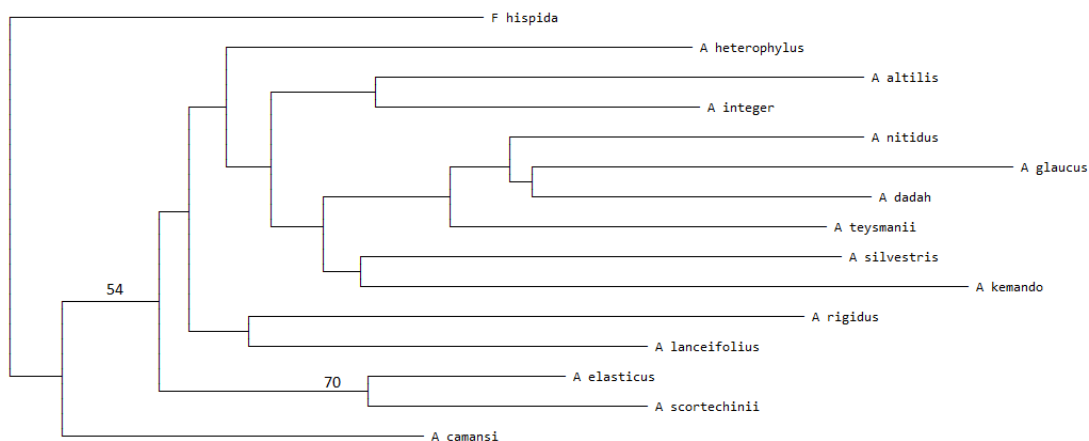 F hispida
A heterophylus
A altilis
A integer
A nitidus
A glaucus
A dadah
A teysmanii
A silvestris
54
A kemando
A rigidus
A lanceifolius
A elasticus
70
A scortechinii
A camansi